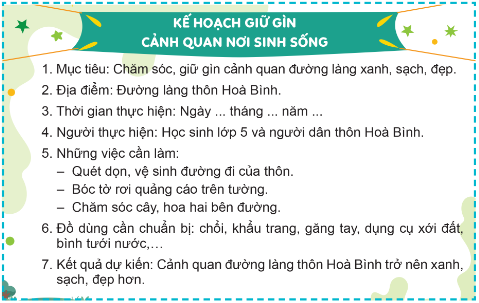 KẾ HOẠCH GIỮ GÌN
CẢNH QUAN NƠI SINH SỐNG
1. Mục tiêu: Chăm sóc, giữ gìn cảnh quan đường làng xanh, sạch, đẹp.
2. Địa điểm: Đường làng thôn Hoà Bình.
3. Thời gian thực hiện: Ngày ... tháng ... năm ...
4. Người thực hiện: Học sinh lớp 5 và người dân thôn Hoà Bình.
5. Những việc cần làm:
– Quét dọn, vệ sinh đường đi của thôn.
– Bóc tờ rơi quảng cáo trên tường.
– Chăm sóc cây, hoa hai bên đường.
6. Đồ dùng cần chuẩn bị: chổi, khẩu trang, găng tay, dụng cụ xới đất,
bình tưới nước,...
7. Kết quả dự kiến: Cảnh quan đường làng thôn Hoà Bình trở nên xanh,
sạch, đẹp hơn.